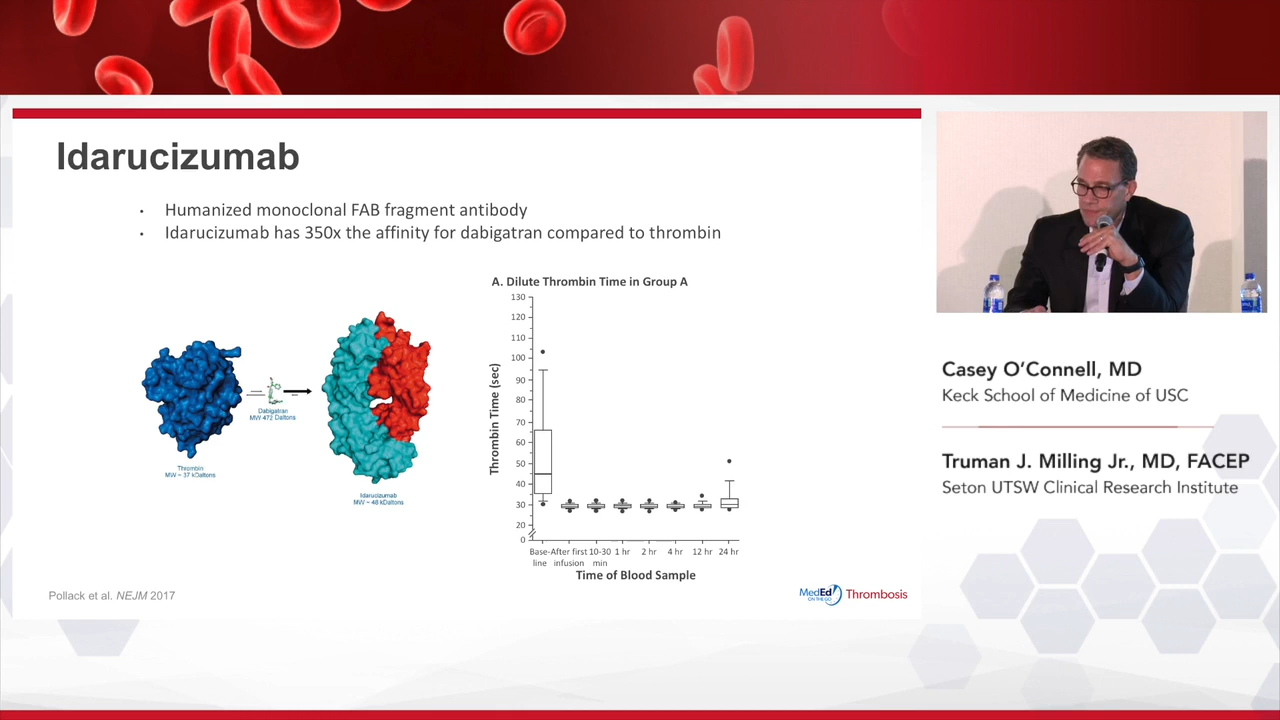 Idarucizumab
• Humanized monoclonal FAB fragment antibody
• Idarucizumab has 350x the affinity for dabigatran compared to thrombin
Thrombin
MW ~ 37 kDaltons
Dabigatran
MW 472 Daltons
Idarucizumab
MW ~ 48 kDaltons
A. Dilute Thrombin Time in Group A
Thrombin Time (sec)
130
120
110
100
90
80
70
60
50
40
30
20
0
Base-After first 10-30 1 hr 2 hr 4 hr 12 hr 24 hr
line infusion min
Time of Blood Sample
Pollack et al. NEJM 2017
MedEd Thrombosis
ON THE GO
Casey O’Connell, MD
Keck School of Medicine of USC
Truman J. Milling Jr., MD, FACEP
Seton UTSW Clinical Research Institute